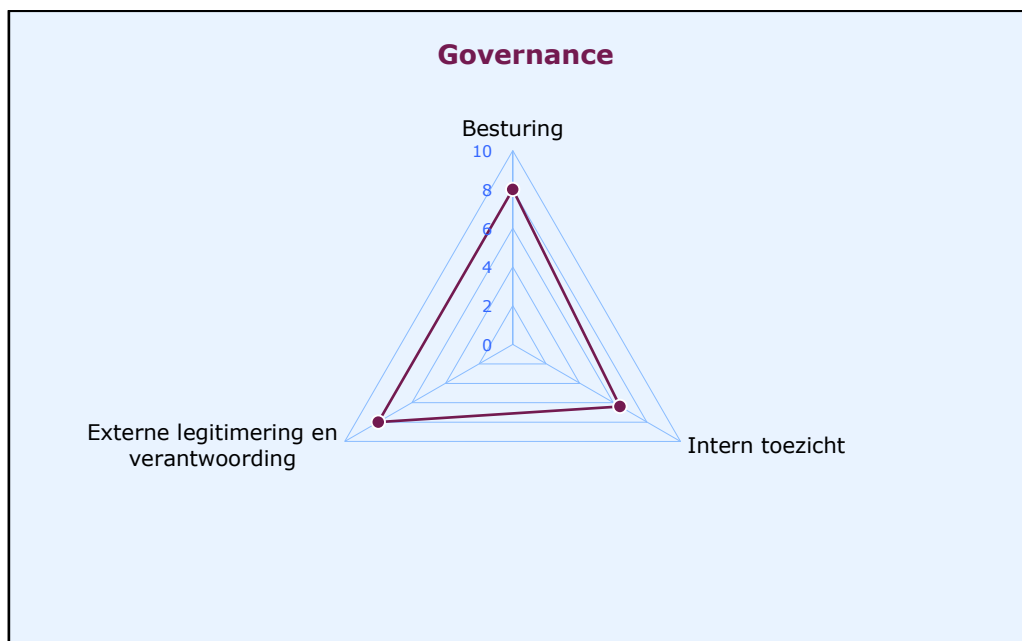 Governance
Besturing
10
8
6
4
2
0
Externe legitimering en
verantwoording
Intern toezicht